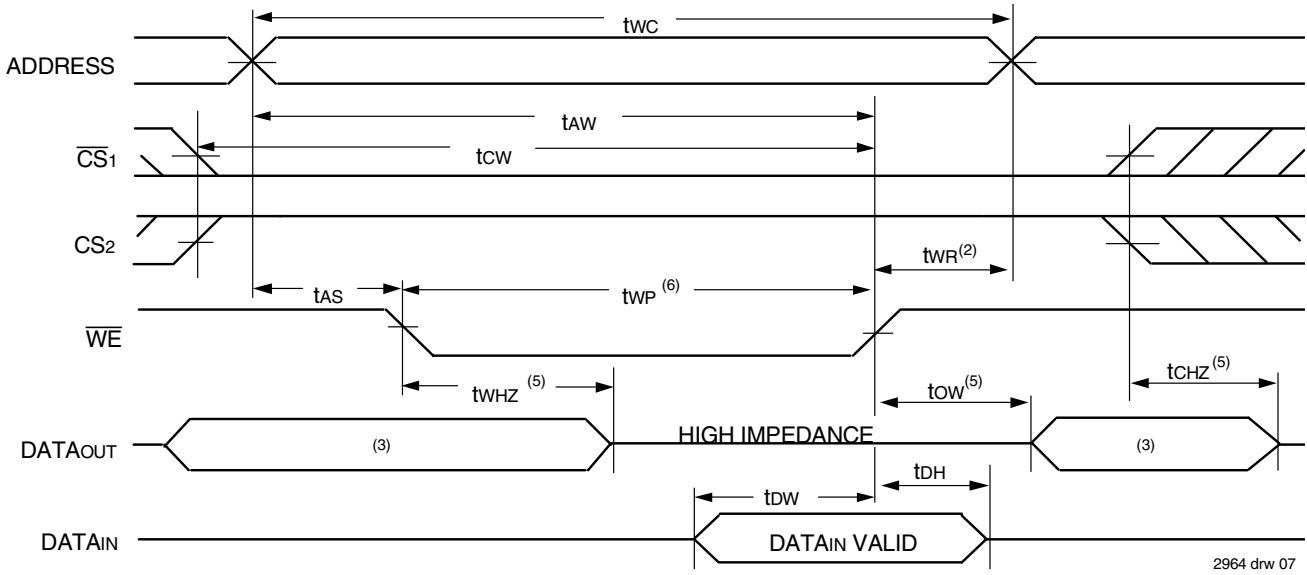 tWC
ADDRESS
tAW
CS1
tCW
CS2
tWR(2)
tAS
tWP (6)
WE
tWHZ (5)
tOW(5)
tCHZ(5)
DATAOUT
(3)
HIGH IMPEDANCE
(3)
tDW
tDH
DATAIN
DATAIN VALID
2964 drw 07